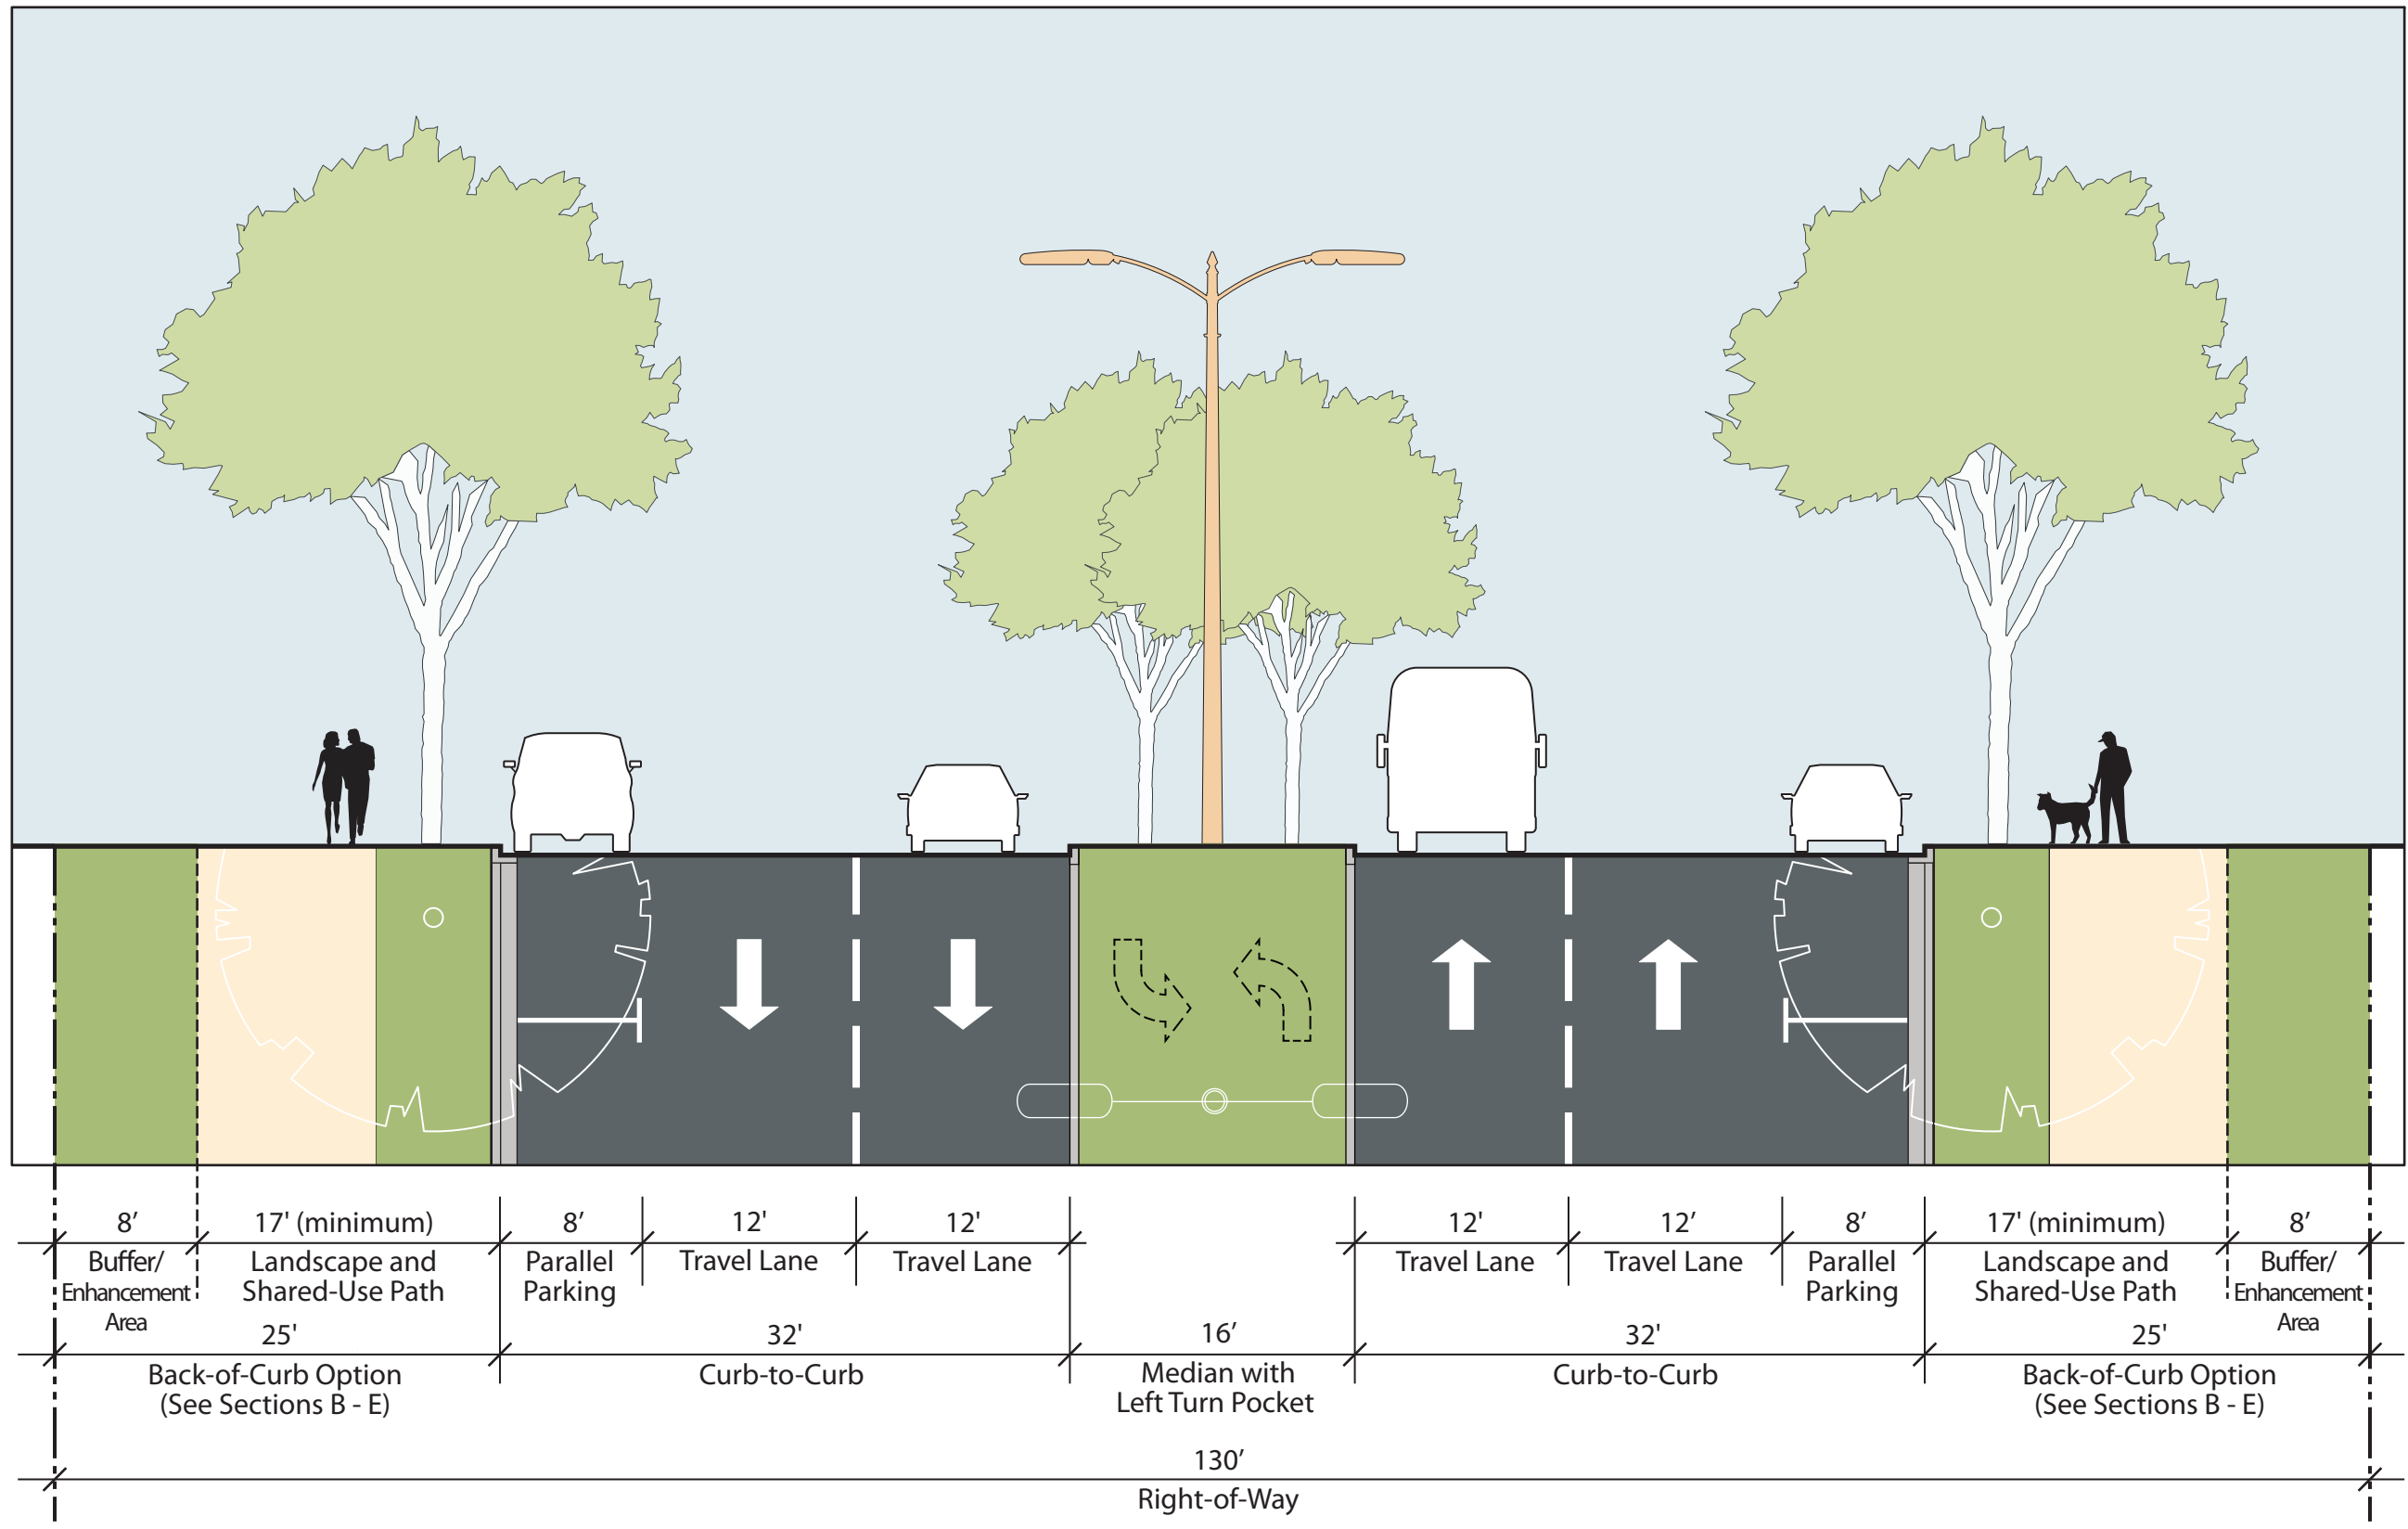 8’ 17' (minimum) 8’ 12' 12' 12' 12’ 8’ 17' (minimum) 8’
Buffer/ Landscape and Parallel Travel Lane Travel Lane Travel Lane Travel Lane Parallel Landscape and Buffer/
Enhancement Shared-Use Path Parking Parking Shared-Use Path Enhancement
Area Area
25' 32' 16’ 32' 25'
Back-of-Curb Option Curb-to-Curb Median with Curb-to-Curb Back-of-Curb Option
(See Sections B - E) Left Turn Pocket (See Sections B - E)
130’
Right-of-Way